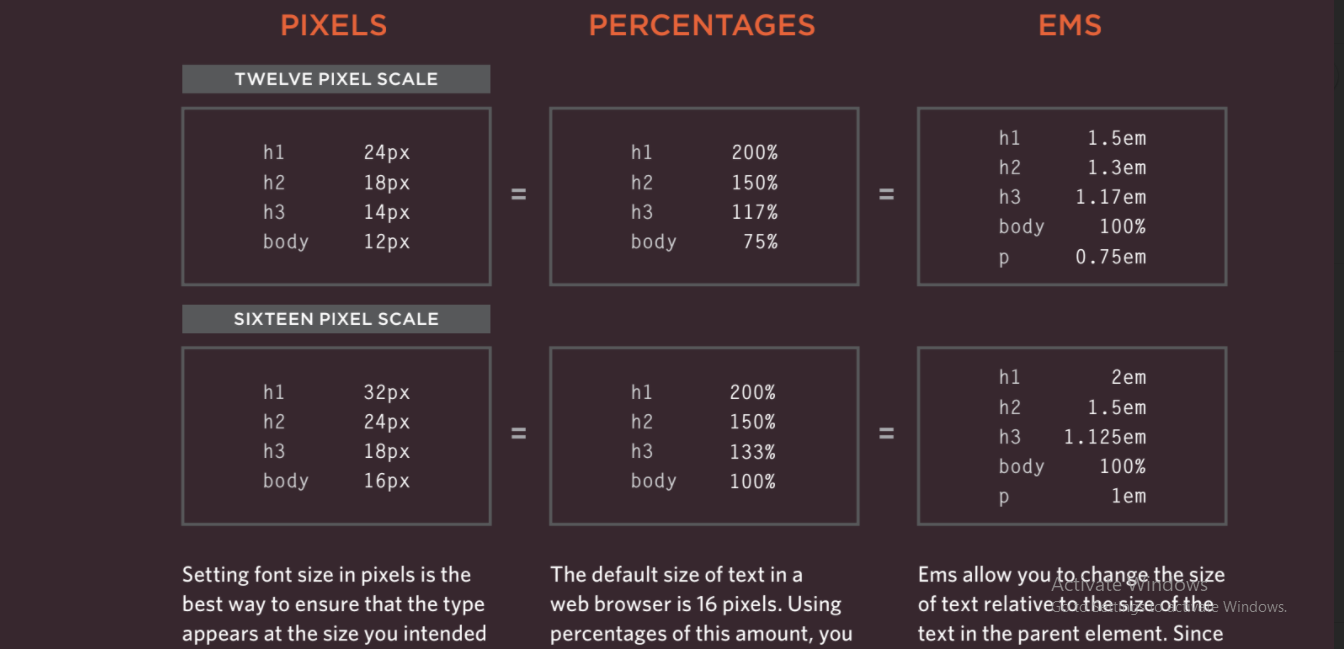 PIXELS PERCENTAGES EMS
TWELVE PIXEL SCALE
h1 24px
h2 18px
h3 14px
body 12px
=
h1 200%
h2 150%
h3 117%
body 75%
=
h1 1.5em
h2 1.3em
h3 1.17em
body 100%
p 0.75em
SIXTEEN PIXEL SCALE
h1 32px
h2 24px
h3 18px
body 16px
=
h1 200%
h2 150%
h3 133%
body 100%
=
h1 2em
h2 1.5em
h3 1.125em
body 100%
p 1em
Setting font size in pixels is the
best way to ensure that the type
appears at the size you intended
The default size of text in a
web browser is 16 pixels. Using
percentages of this amount, you
Ems allow you to change the size
of text relative to the size of the
text in the parent element. Since
Activate Windows
Go to Settings to activate Windows.